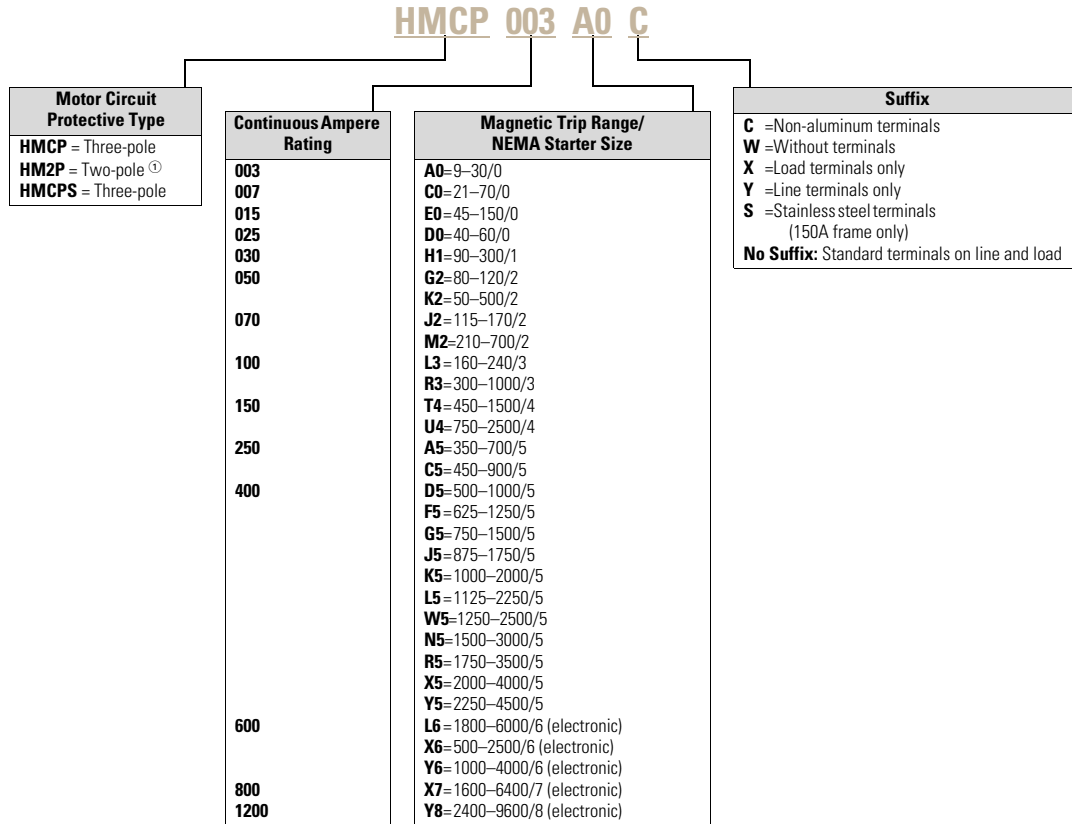 HMCP 003 A0 C
Motor Circuit
Protective Type
HMCP = Three-pole
HM2P = Two-pole ①
HMCPS = Three-pole
Continuous Ampere
Rating
003
007
015
025
030
050
070
100
150
250
400
600
800
1200
Magnetic Trip Range/
NEMA Starter Size
A0=9–30/0
C0=21–70/0
E0=45–150/0
D0=40–60/0
H1=90–300/1
G2=80–120/2
K2=50–500/2
J2=115–170/2
M2=210–700/2
L3=160–240/3
R3=300–1000/3
T4=450–1500/4
U4=750–2500/4
A5=350–700/5
C5=450–900/5
D5=500–1000/5
F5=625–1250/5
G5=750–1500/5
J5=875–1750/5
K5=1000–2000/5
L5=1125–2250/5
W5=1250–2500/5
N5=1500–3000/5
R5=1750–3500/5
X5=2000–4000/5
Y5=2250–4500/5
L6=1800–6000/6 (electronic)
X6=500–2500/6 (electronic)
Y6=1000–4000/6 (electronic)
X7=1600–6400/7 (electronic)
Y8=2400–9600/8 (electronic)
Suffix
C =Non-aluminum terminals
W =Without terminals
X =Load terminals only
Y =Line terminals only
S =Stainless steel terminals
(150A frame only)
No Suffix: Standard terminals on line and load